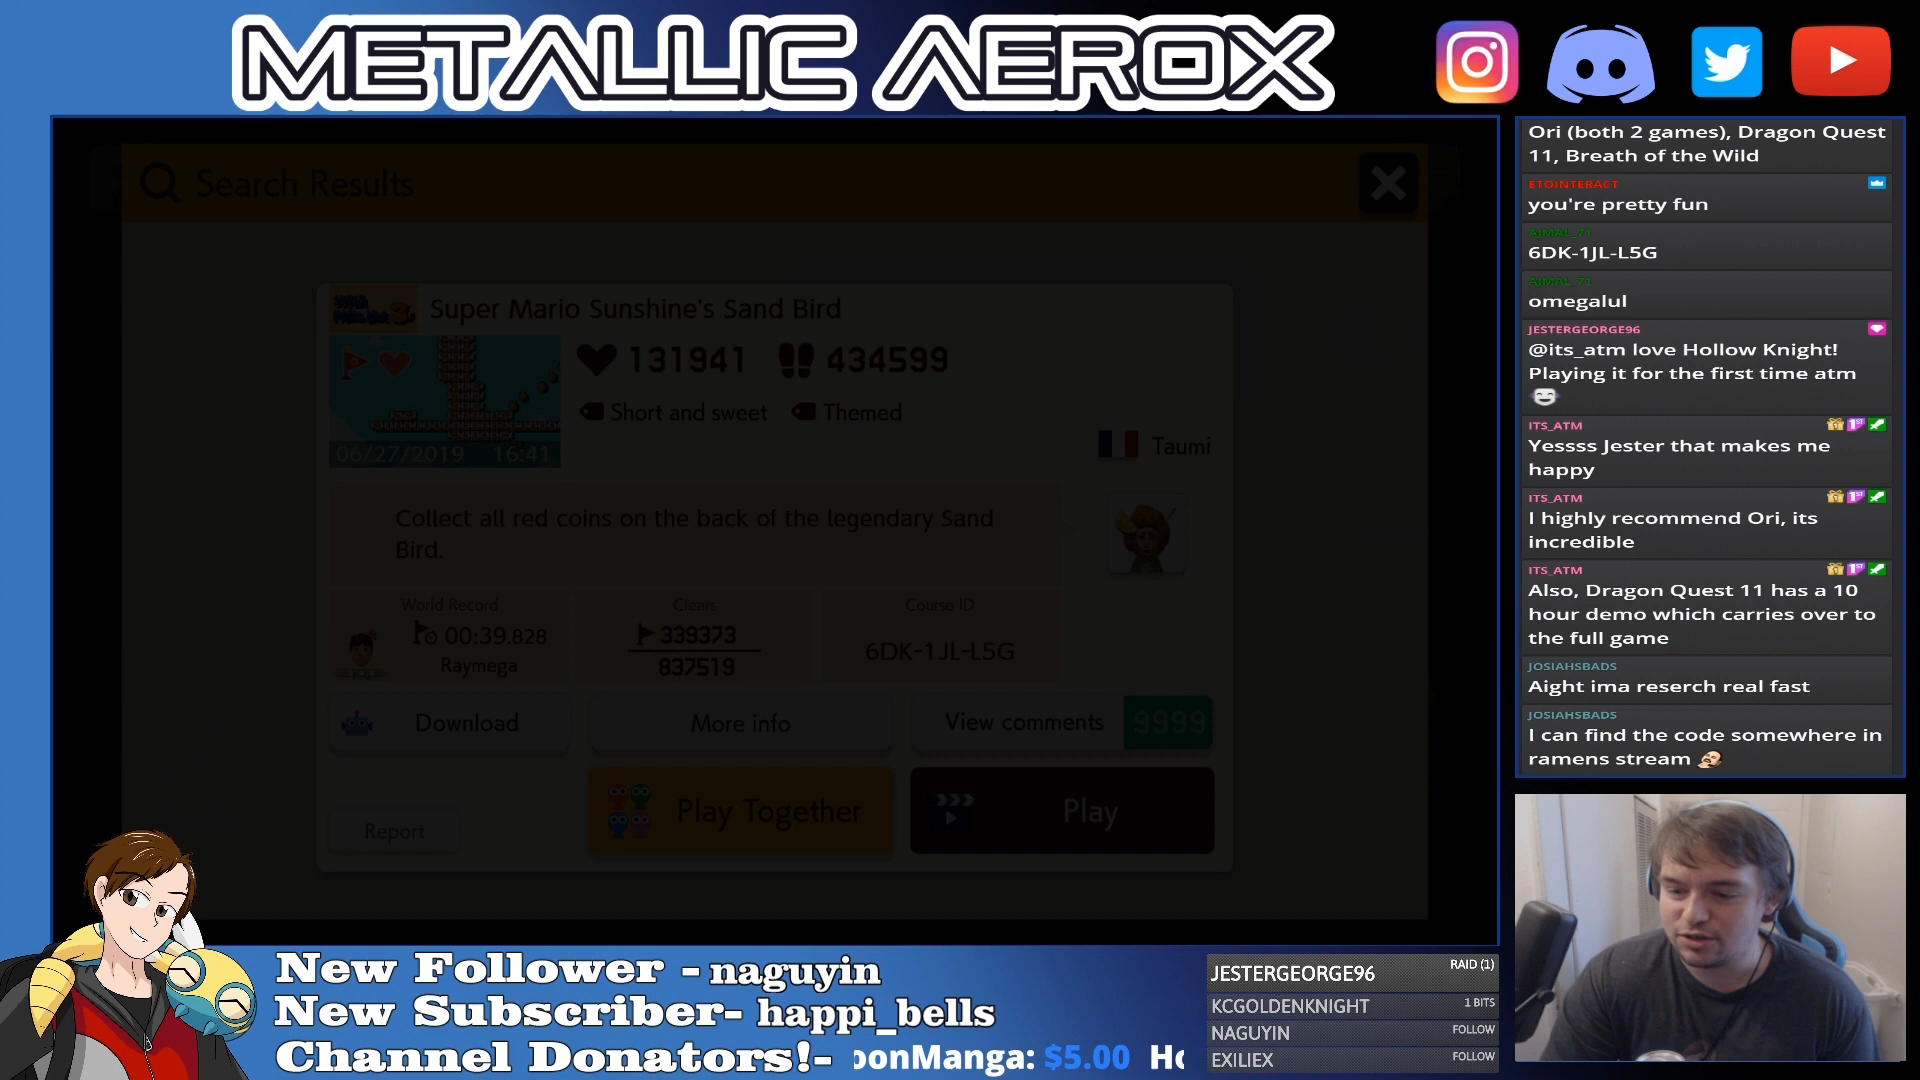 METALLIC AEROX
Search Results
Super Mario Sunshine's Sand Bird
131941 434599
Short and sweet Themed
06/27/2019 16:41
Taumi
Collect all red coins on the back of the legendary Sand
Bird.
World Record
00:39.828
Raymega
Clears
339373
837519
Course ID
6DK-1JL-L5G
Download
More info
View comments 9999
Report
Play Together
Play
Ori (both 2 games), Dragon Quest
11, Breath of the Wild
ETOINTERACT
you're pretty fun
AJMAL_71
6DK-1JL-L5G
AJMAL_71
omegalul
JESTERGEORGE96
@its_atm love Hollow Knight!
Playing it for the first time atm
ITS_ATM
Yessss Jester that makes me
happy
ITS_ATM
I highly recommend Ori, its
incredible
ITS_ATM
Also, Dragon Quest 11 has a 10
hour demo which carries over to
the full game
JOSIAHSBADS
Aight ima reserch real fast
JOSIAHSBADS
I can find the code somewhere in
ramens stream
New Follower - naguyin
New Subscriber- happi_bells
Channel Donators!- oonManga: $5.00 Ho
JESTERGEORGE96 RAID (1)
KCGOLDENKNIGHT 1 BITS
NAGUYIN FOLLOW
EXILIEX FOLLOW